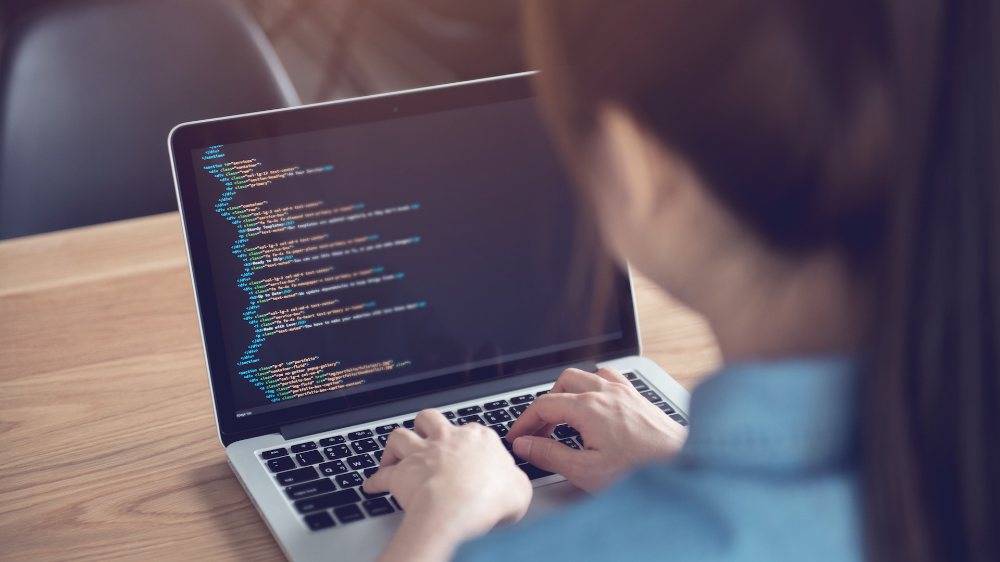 </div>
</div>
</section>
<section id="services">
<div class="container">
<div class="row">
<div class="col-lg-12 text-center">
<h2 class="section-heading">At Your Service</h2>
<hr class="primary">
</div>
</div>
</div>
<div class="container">
<div class="row">
<div class="col-lg-3 col-md-6 text-center">
<div class="service-box">
<i class="fa fa-4x fa-diamond text-primary sr-icons"></i>
<h3>Sturdy Templates</h3>
<p class="text-muted">Our templates are updated regularly so they don't break.</p>
</div>
</div>
<div class="col-lg-3 col-md-6 text-center">
<div class="service-box">
<i class="fa fa-4x fa-paper-plane text-primary sr-icons"></i>
<h3>Ready to Ship</h3>
<p class="text-muted">You can use this theme as is, or you can make changes!</p>
</div>
</div>
<div class="col-lg-3 col-md-6 text-center">
<div class="service-box">
<i class="fa fa-4x fa-newspaper-o text-primary sr-icons"></i>
<h3>Up to Date</h3>
<p class="text-muted">We update dependencies to keep things fresh.</p>
</div>
</div>
<div class="col-lg-3 col-md-6 text-center">
<div class="service-box">
<i class="fa fa-4x fa-heart text-primary sr-icons"></i>
<h3>Made with Love</h3>
<p class="text-muted">You have to make your websites with love these days!</p>
</div>
</div>
</div>
</div>
</section>
<section class="p-0" id="portfolio">
<div class="container-fluid">
<div class="row no-gutter popup-gallery">
<div class="col-lg-4 col-sm-6">
<a class="portfolio-box" href="img/portfolio/fullsize/1.jpg">
<img class="img-fluid" src="img/portfolio/thumbnails/1.jpg" alt="">
<div class="portfolio-box-caption">
<div class="portfolio-box-caption-content">
#page-top
esc
~
! 1
@ 2
# 3
$
& 
8
9
tab
Q
W
caps lock
A